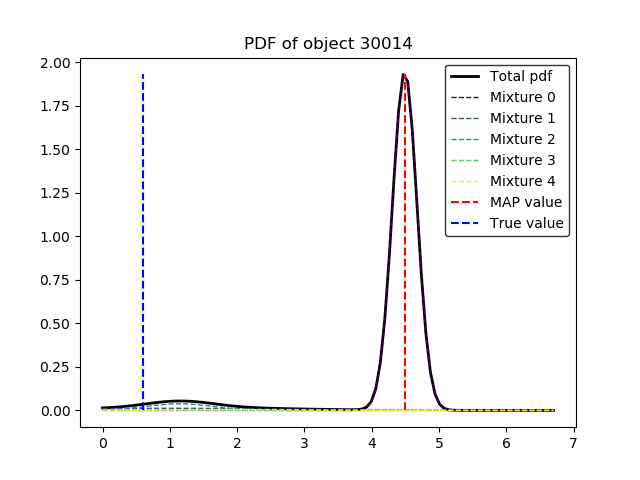 PDF of object 30014
2.00
1.75
1.50
1.25
1.00
0.75
0.50
0.25
0.00
Total pdf
Mixture 0
Mixture 1
Mixture 2
Mixture 3
Mixture 4
MAP value
True value
0 1 2 3 4 5 6 7